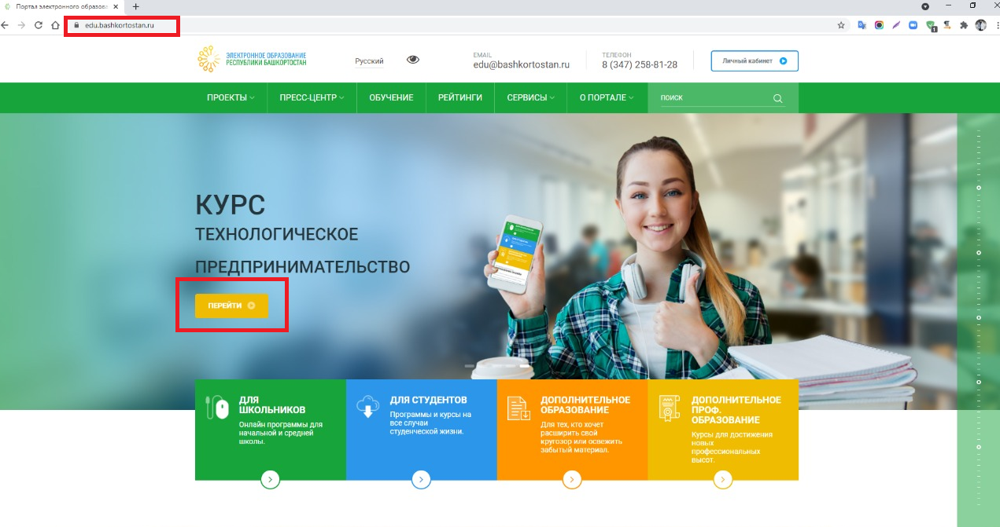 Портал электронного образова
edu.bashkortostan.ru
ЭЛЕКТРОННОЕ ОБРАЗОВАНИЕ
РЕСПУБЛИКИ БАШКОРТОСТАН
Русский
EMAIL
edu@bashkortostan.ru
ТЕЛЕФОН
8 (347) 258-81-28
Личный кабинет
ПРОЕКТЫ
ПРЕСС-ЦЕНТР
ОБУЧЕНИЕ
РЕЙТИНГИ
СЕРВИСЫ
О ПОРТАЛЕ
ПОИСК
КУРС
ТЕХНОЛОГИЧЕСКОЕ
ПРЕДПРИНИМАТЕЛЬСТВО
ПЕРЕЙТИ
ДЛЯ
ШКОЛЬНИКОВ
Онлайн программы для
начальной и средней
школы.
ДЛЯ СТУДЕНТОВ
Программы и курсы на
все случаи
студенческой жизни.
ДОПОЛНИТЕЛЬНОЕ
ОБРАЗОВАНИЕ
Для тех, кто хочет
расширить свой
кругозор или освежить
забытый материал.
ДОПОЛНИТЕЛЬНОЕ
ПРОФ.
ОБРАЗОВАНИЕ
Курсы для достижения
новых
профессиональных
высот.